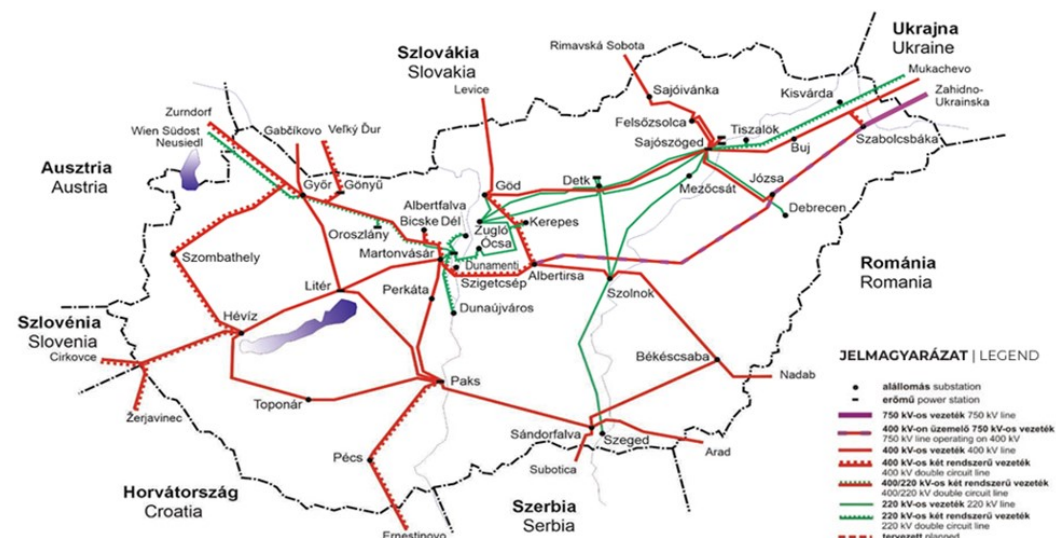 Ukrajna
Ukraine
Szlovákia
Slovakia
Rimavská Sobota
Mukachevo
Levice
Kisvárda
Zahidno-
Ukrainska
Sajóivánka
Zurndorf
Gabčíkovo
Veľký Ďur
Felsőzsolca
Wien Südost
Neusiedl
Tiszalök
Sajószöged
Buj
Szabolcsbáka
Ausztria
Austria
Győr
Gönyű
Göd
Detk
Mezőcsát
Józsa
Albertfalva
Bicske Dél
Zugló
Kerepes
Debrecen
Oroszlány
Ócsa
Martonvásár
Szombathely
Dunamenti
Albertirsa
Románia
Romania
Szigetcsép
Litér
Perkáta
Szolnok
Dunaújváros
Szlovénia
Slovenia
Hévíz
Cirkovce
Békéscsaba
JELMAGYARÁZAT | LEGEND
Nadab
Paks
alállomás substation
erőmű power station
Toponár
Žerjavinec
750 kV-os vezeték 750 kV line
400 kV-on üzemelő 750 kV-os vezeték
750 kV line operating on 400 kV
Sándorfalva
Szeged
Arad
400 kV-os vezeték 400 kV line
Pécs
Subotica
400 kV-os két rendszerű vezeték
400 kV double circuit line
400/220 kV-os két rendszerű vezeték
400/220 kV double circuit line
Horvátország
Croatia
Szerbia
Serbia
220 kV-os vezeték 220 kV line
220 kV-os két rendszerű vezeték
220 kV double circuit line
Ernestinovo
tervezett planned